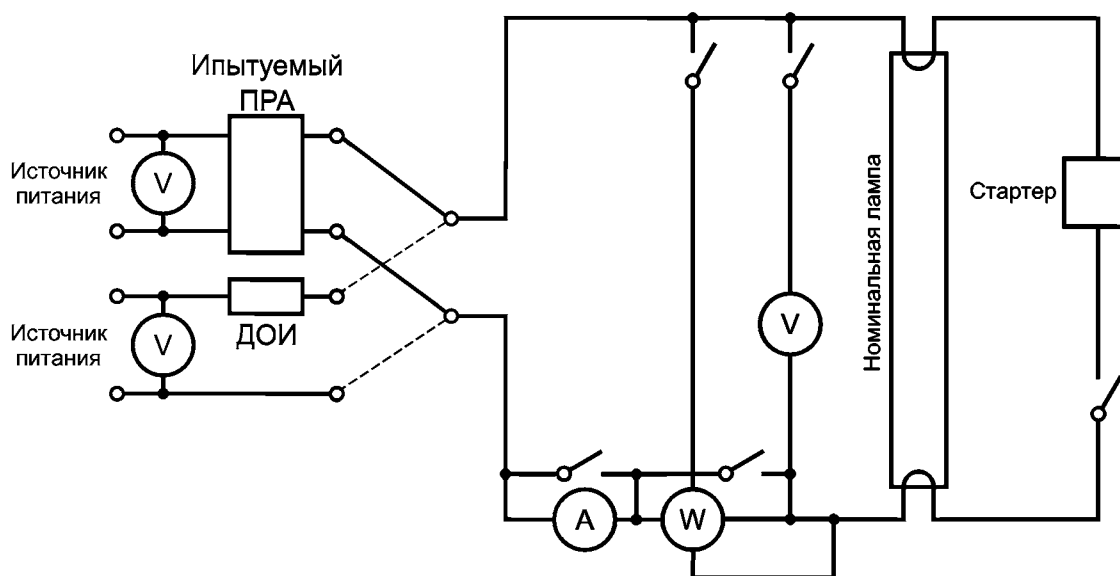 Ипытуемый
ПРА
Источник
питания
V
Источник
питания
V
ДОИ
V
A
W
Номинальная лампа
Стартер